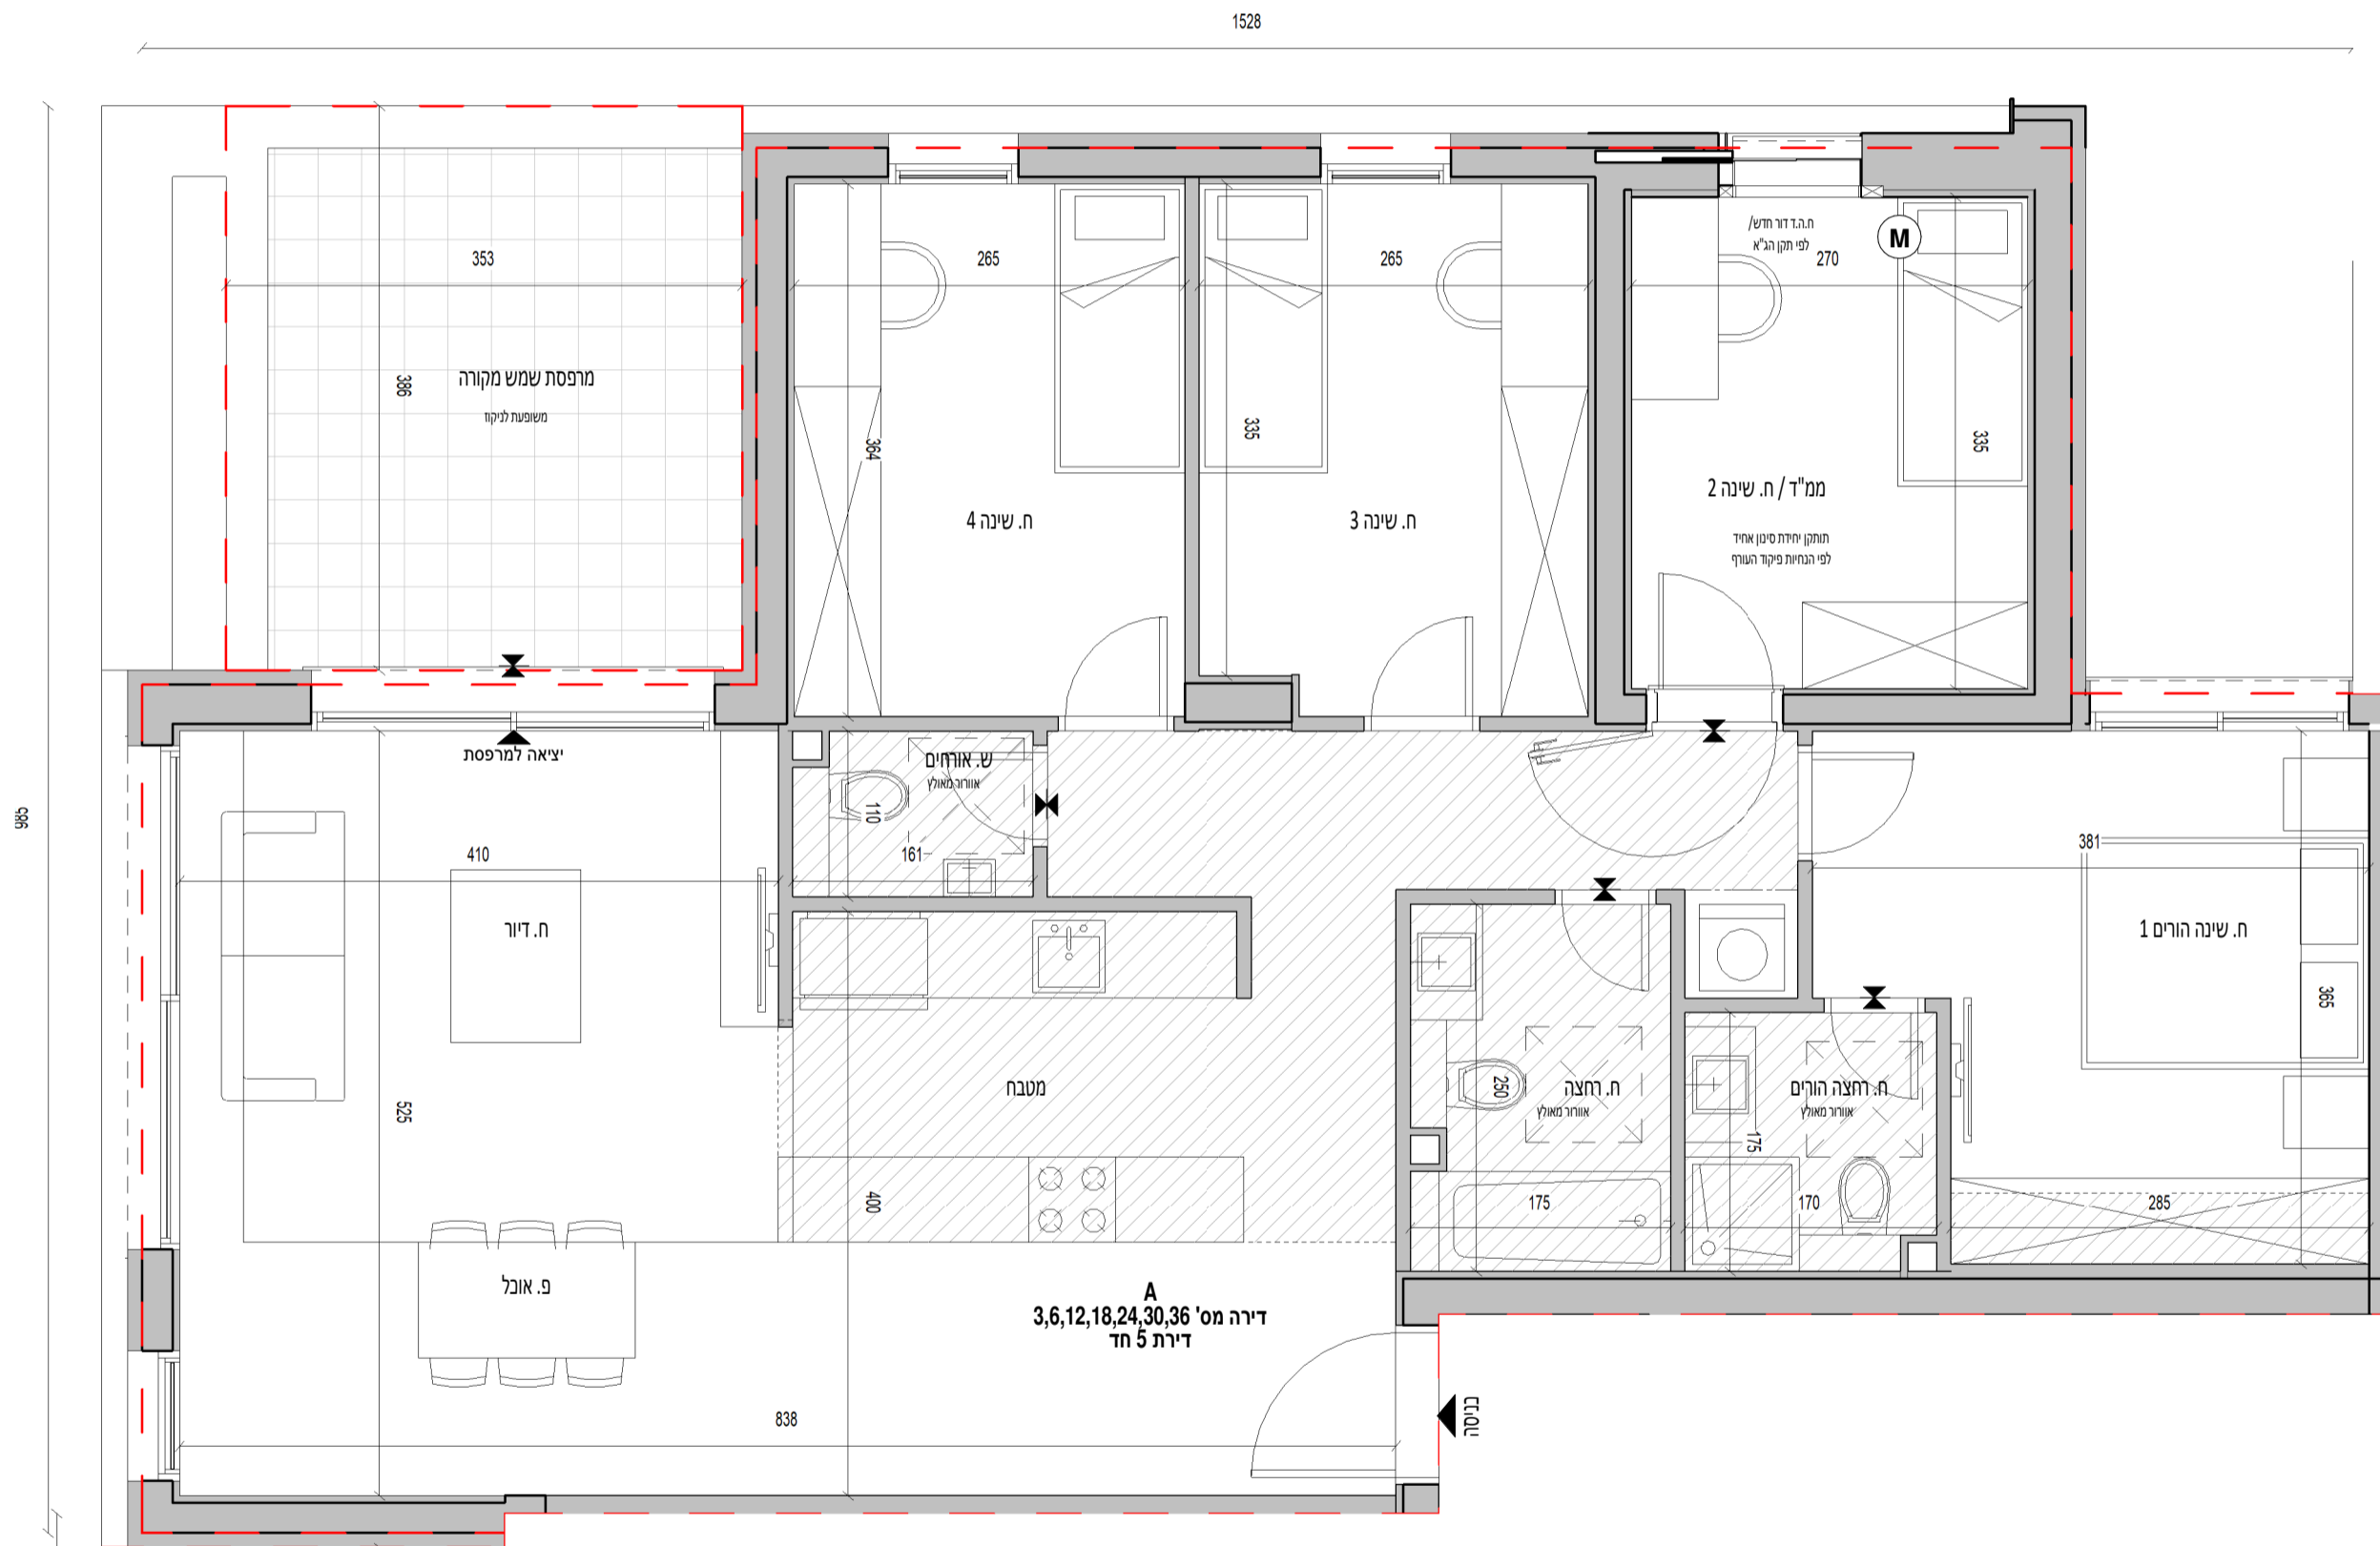 1528
353
265
265
ח.ה.ד דור חדש/
לפי תקן הג"א
M
270
386
מרפסת שמש מקורה
משופעת לניקוז
364
335
335
ח. שינה 4
ח. שינה 3
ממ"ד / ח. שינה 2
תותקן יחידת סינון אחיד
לפי הנחיות פיקוד העורף
יציאה למרפסת
ש. אורחים
אוורור מאולץ
110
161
986
410
381
ח. דיור
ח. שינה הורים 1
365
525
מטבח
250
ח. רחצה
אוורור מאולץ
ח. רחצה הורים
אוורור מאולץ
175
400
175
170
285
פ. אוכל
A
דירה מס' 3,6,12,18,24,30,36
דירת 5 חד
838
כניסה